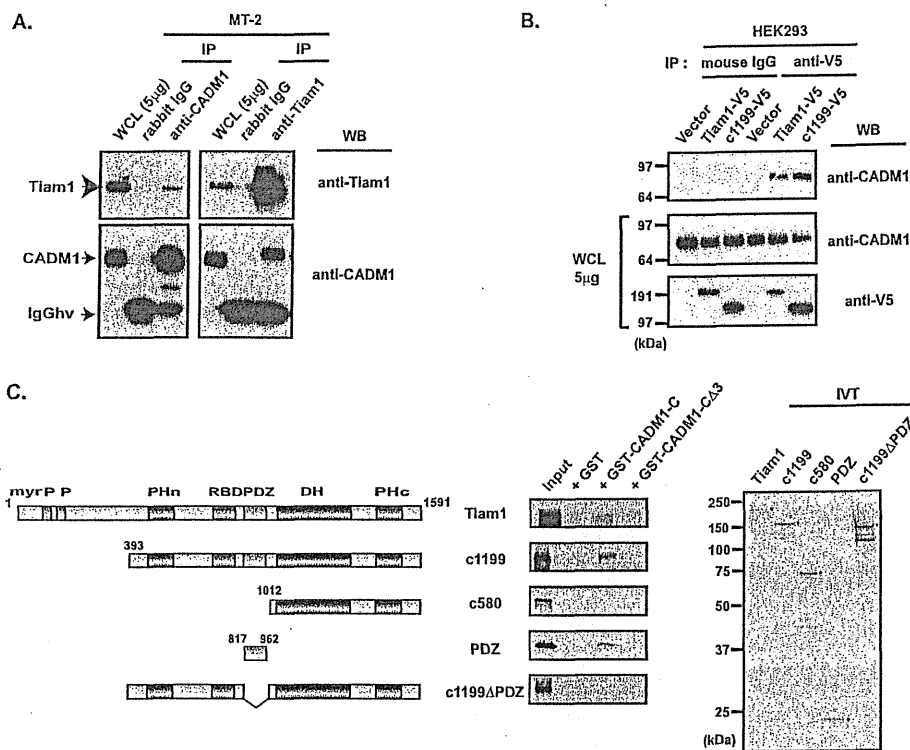 A.
MT-2
IP
IP
WCL (5μg)
rabbit IgG
anti-CADM1
WCL (5μg)
rabbit IgG
anti-Tiam1
WB
Tiam1
anti-Tiam1
CADM1
anti-CADM1
IgGhv
B.
HEK293
IP : mouse IgG anti-V5
Vector
Tiam1-V5
c1199-V5
Vector
Tiam1-V5
c1199-V5
WB
97
64
anti-CADM1
WCL
5μg
97
64
anti-CADM1
191
97
anti-V5
(kDa)
C.
myr P P PHn RBD PDZ DH PHc
1 1591
393
1012
817 962
Input
+ GST
+ GST-CADM1-C
+ GST-CADM1-CΔ3
Tiam1
c1199
c580
PDZ
c1199ΔPDZ
IVT
Tiam1
c1199
c580
PDZ
c1199ΔPDZ
250
150
100
75
50
37
25
(kDa)